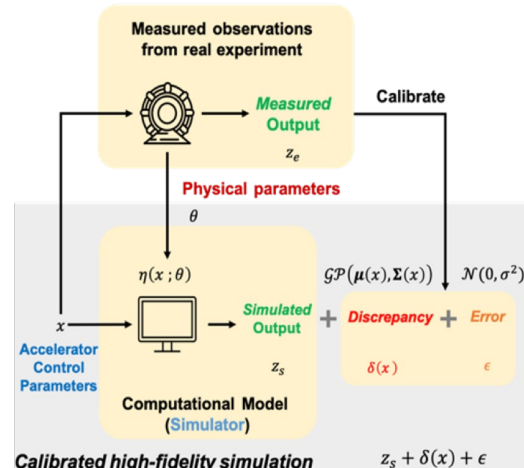 Measured observations
from real experiment
Measured
Output
z_e
Calibrate
Physical parameters
θ
η(x ; θ)
𝒢𝒫(μ(x), Σ(x))
𝒩(0, σ²)
x
Simulated
Output
+
Discrepancy
+
Error
Accelerator
Control
Parameters
z_s
δ(x)
ϵ
Computational Model
(Simulator)
Calibrated high-fidelity simulation
z_s + δ(x) + ϵ